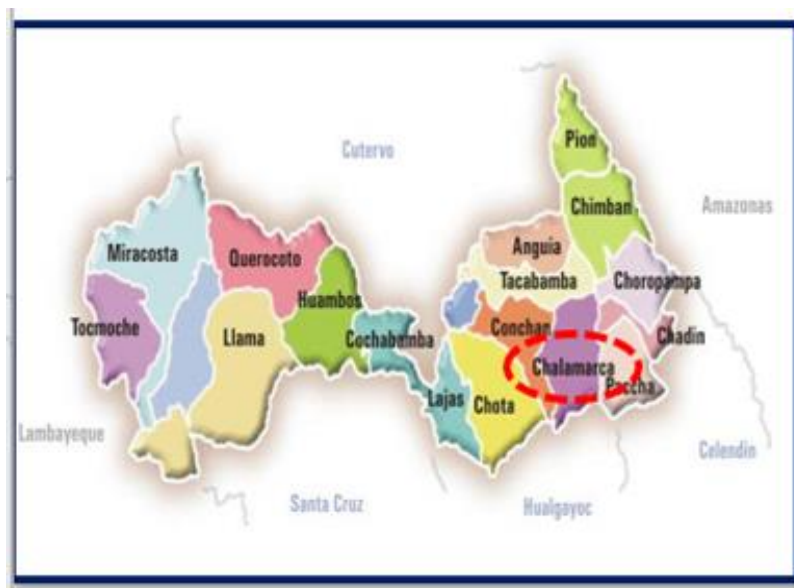 Pion
Cutervo
Chimban
Amazonas
Anguia
Miracosta
Querocoto
Tacabamba
Choropampa
Huambos
Tocmoche
Llama
Cochabamba
Conchan
Chadin
Chalamarca
Paccha
Lajas
Chota
Lambayeque
Celendin
Santa Cruz
Hualgayoc